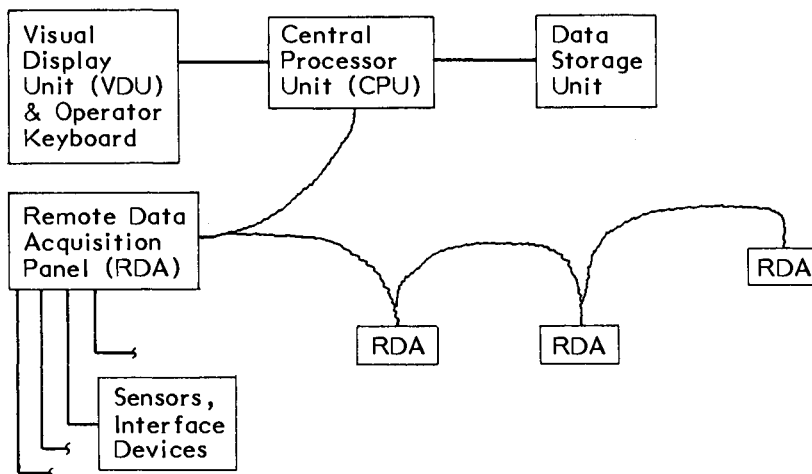 Visual
Display
Unit (VDU)
& Operator
Keyboard
Central
Processor
Unit (CPU)
Data
Storage
Unit
Remote Data
Acquisition
Panel (RDA)
RDA
RDA
RDA
Sensors,
Interface
Devices